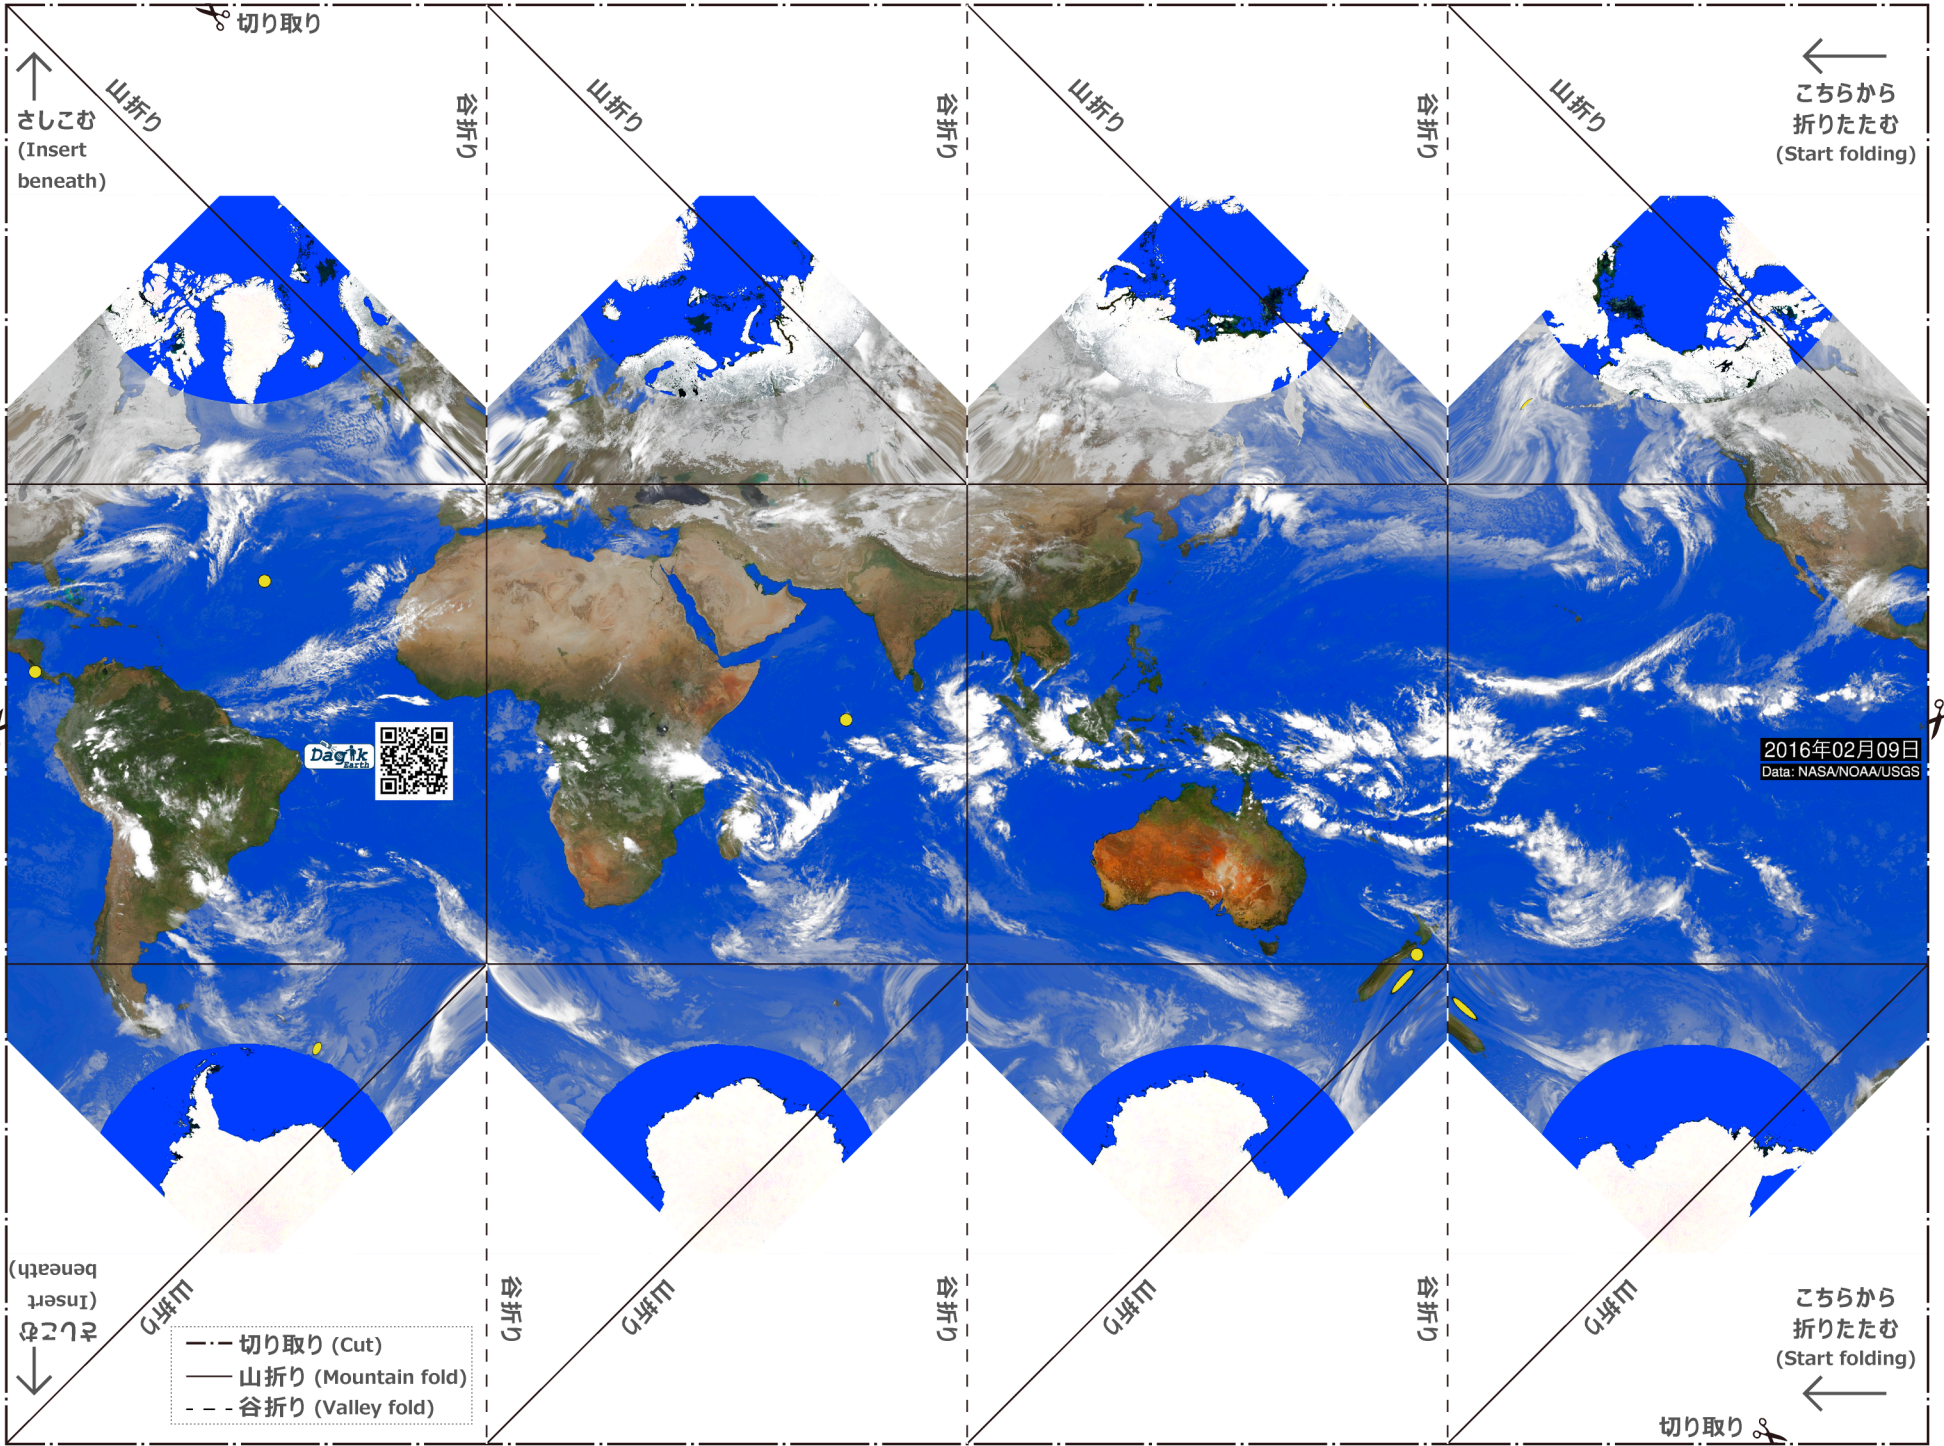 切り取り
山折り
谷折り
山折り
谷折り
山折り
谷折り
山折り
さしこむ
(Insert
beneath)
こちらから
折りたたむ
(Start folding)
Dagik
Earth
2016年02月09日
Data: NASA/NOAA/USGS
さしこむ
(Insert
beneath)
山折り
谷折り
山折り
谷折り
山折り
谷折り
山折り
切り取り (Cut)
山折り (Mountain fold)
谷折り (Valley fold)
こちらから
折りたたむ
(Start folding)
切り取り